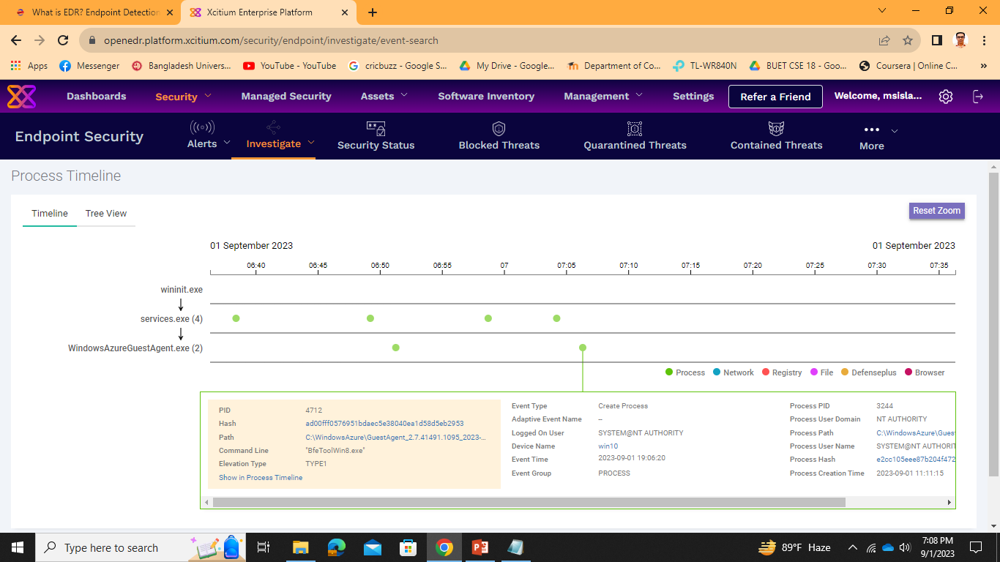 What is EDR? Endpoint Detection
Xcitium Enterprise Platform
openedr.platform.xcitium.com/security/endpoint/investigate/event-search
Apps
Messenger
Bangladesh Univers...
YouTube - YouTube
cricbuzz - Google S...
My Drive - Google...
Department of Co...
TL-WR840N
BUET CSE 18 - Goo...
Coursera | Online C...
»
Dashboards
Security
Managed Security
Assets
Software Inventory
Management
Settings
Refer a Friend
Welcome, msisla...
Endpoint Security
Alerts
Investigate
Security Status
Blocked Threats
Quarantined Threats
Contained Threats
More
Process Timeline
Timeline
Tree View
Reset Zoom
01 September 2023
01 September 2023
06:40 06:45 06:50 06:55 07 07:05 07:10 07:15 07:20 07:25 07:30 07:35
wininit.exe
services.exe (4)
WindowsAzureGuestAgent.exe (2)
Process Network Registry File Defenseplus Browser
PID 4712
Hash ad00fff0576951bdaec5e38040ea1d58d5eb2953
Path C:\WindowsAzure\GuestAgent_2.7.41491.1095_2023-...
Command Line "BfeToolWin8.exe"
Elevation Type TYPE1
Show in Process Timeline
Event Type Create Process
Adaptive Event Name –
Logged On User SYSTEM@NT AUTHORITY
Device Name win10
Event Time 2023-09-01 19:06:20
Event Group PROCESS
Process PID 3244
Process User Domain NT AUTHORITY
Process Path C:\WindowsAzure\Guest
Process User Name SYSTEM@NT AUTHORIT
Process Hash e2cc105eee87b204f472
Process Creation Time 2023-09-01 11:11:15
Type here to search
89°F Haze
7:08 PM
9/1/2023